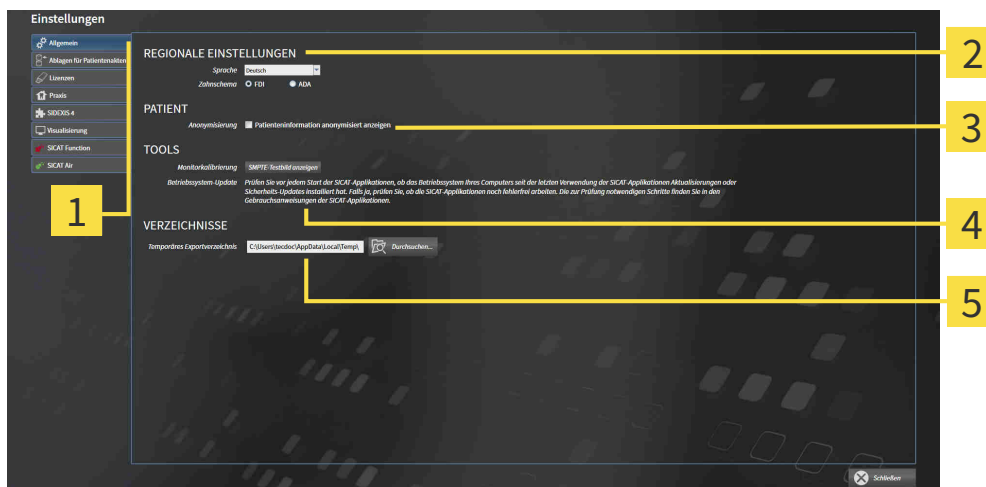 Einstellungen
Allgemein
Ablagen für Patientenakten
Lizenzen
Praxis
SIDEXIS 4
Visualisierung
SICAT Function
SICAT Air
1
REGIONALE EINSTELLUNGEN
2
Sprache Deutsch
Zahnschema FDI ADA
PATIENT
Anonymisierung Patienteninformation anonymisiert anzeigen
3
TOOLS
Monitorkalibrierung SMPTE-Testbild anzeigen
Betriebssystem-Update Prüfen Sie vor jedem Start der SICAT-Applikationen, ob das Betriebssystem Ihres Computers seit der letzten Verwendung der SICAT-Applikationen Aktualisierungen oder
Sicherheits-Updates installiert hat. Falls ja, prüfen Sie, ob die SICAT-Applikationen noch fehlerfrei arbeiten. Die zur Prüfung notwendigen Schritte finden Sie in den
Gebrauchsanweisungen der SICAT-Applikationen.
4
VERZEICHNISSE
Temporäres Exportverzeichnis C:\Users\tecdoc\AppData\Local\Temp\ Durchsuchen...
5
Schließen